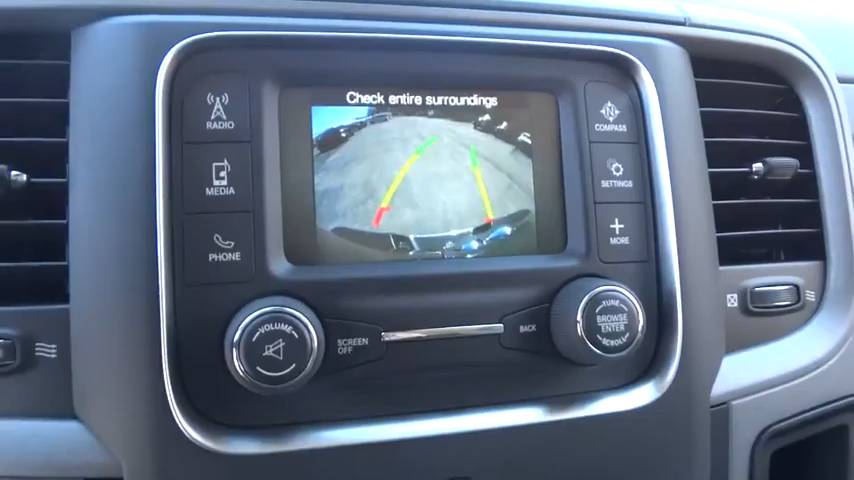 Check entire surroundings
RADIO
MEDIA
PHONE
N
COMPASS
SETTINGS
MORE
VOLUME
SCREEN
OFF
BACK
TUNE
BROWSE
ENTER
SCROLL